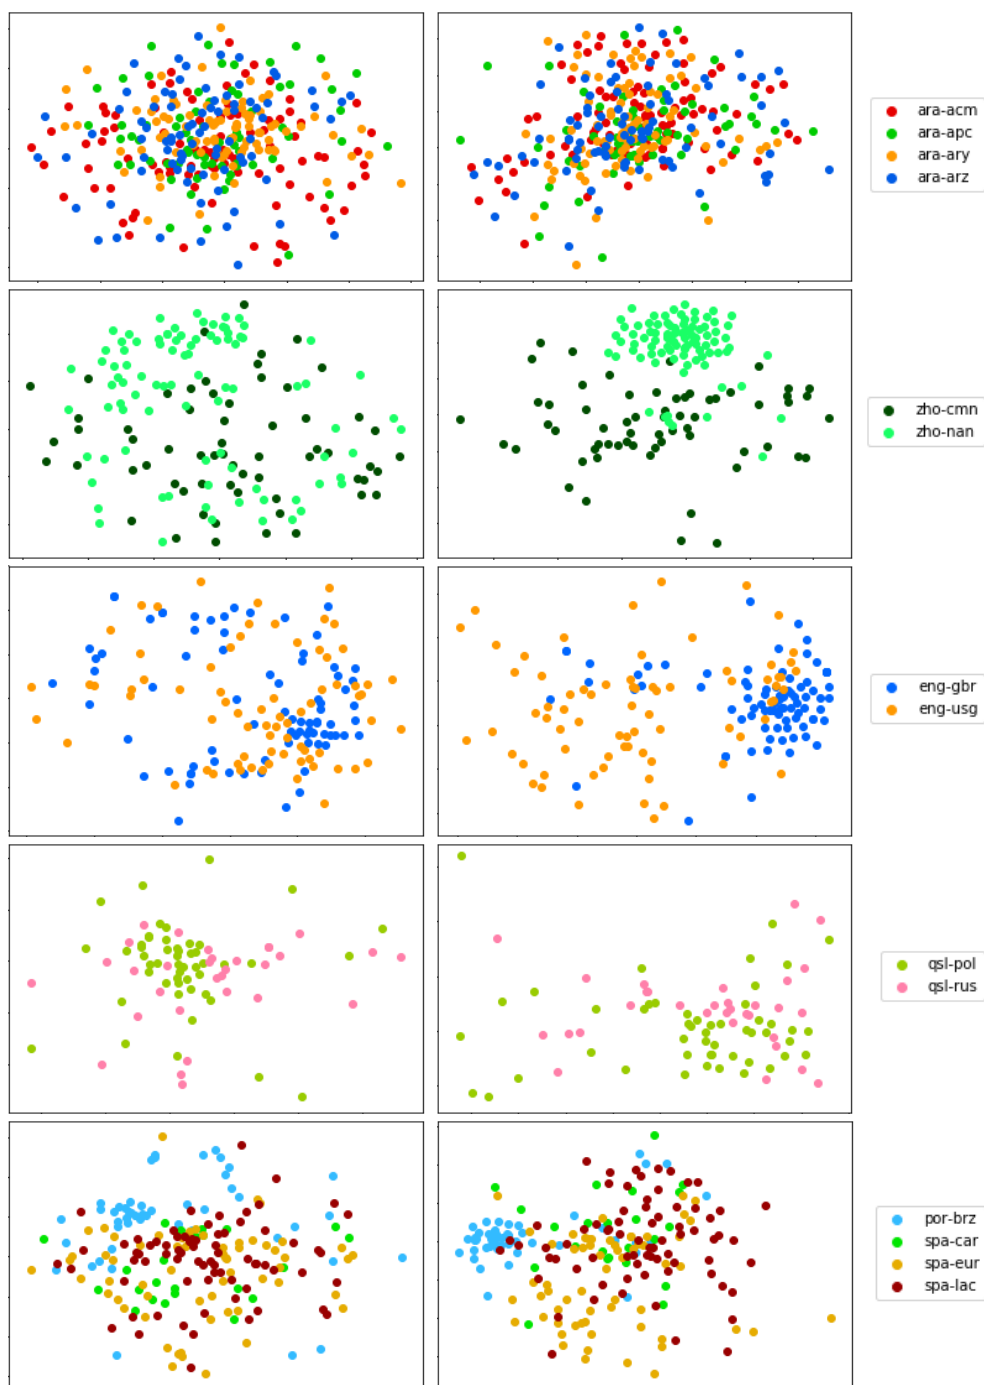 ara-acm
ara-apc
ara-ary
ara-arz
zho-cmn
zho-nan
eng-gbr
eng-usg
qsl-pol
qsl-rus
por-brz
spa-car
spa-eur
spa-lac